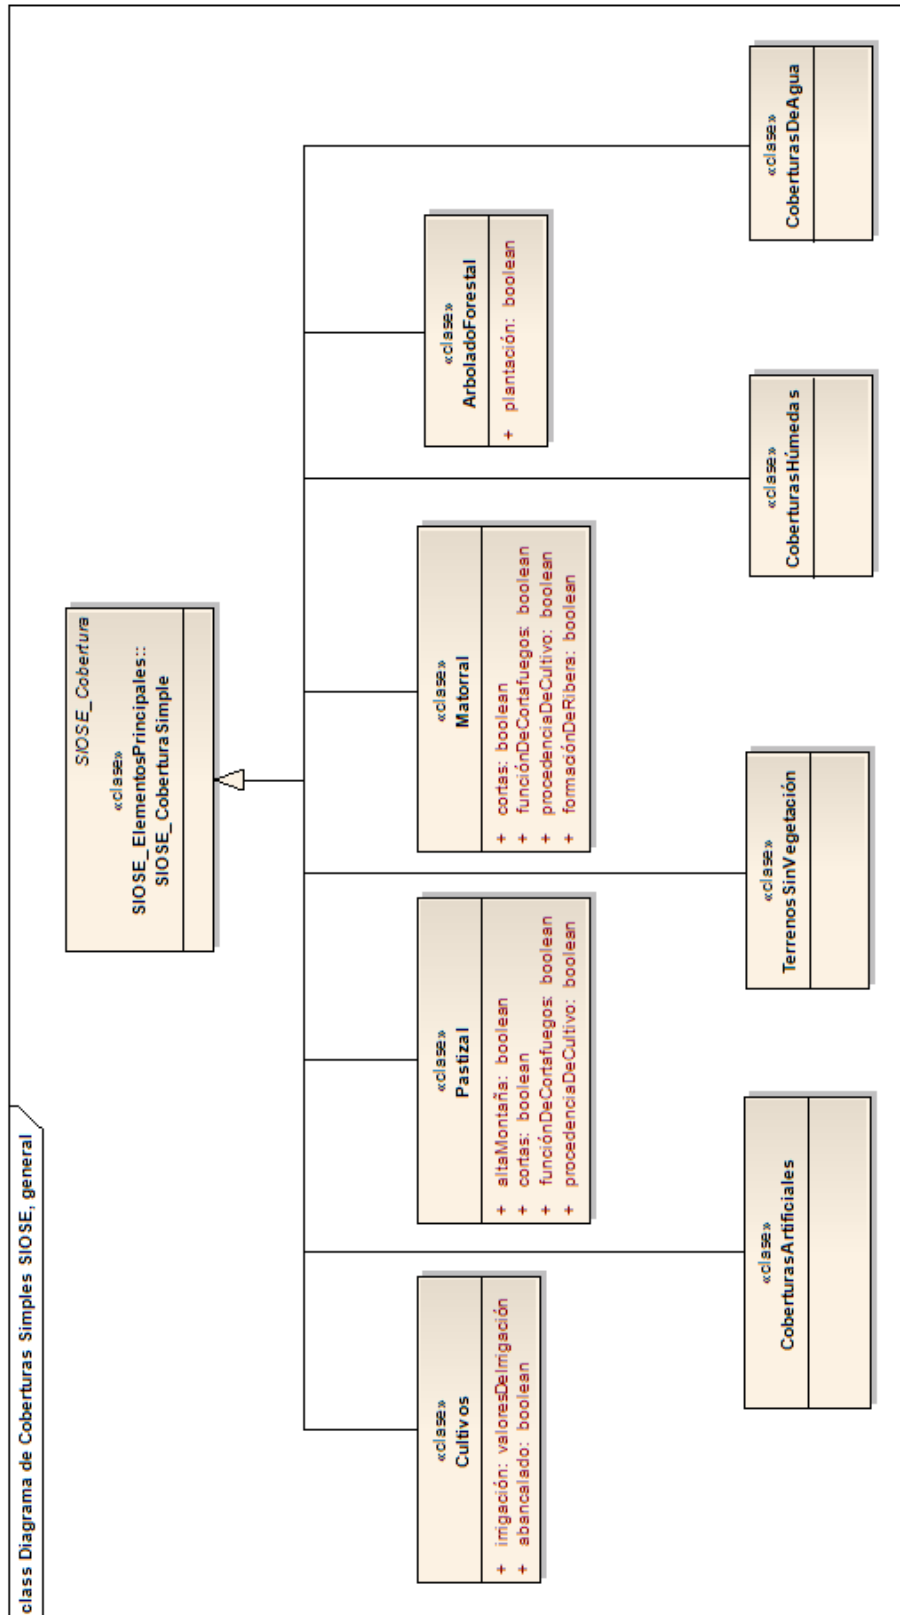 class Diagrama de Coberturas Simples SIOSE, general
SIOSE_Cobertura
«clase»
SIOSE_ElementosPrincipales::
SIOSE_CoberturaSimple
«clase»
Cultivos
+ irrigación: valoresDeIrrigación
+ abancalado: boolean
«clase»
Pastizal
+ altaMontaña: boolean
+ cortas: boolean
+ funciónDeCortafuegos: boolean
+ procedenciaDeCultivo: boolean
«clase»
Matorral
+ cortas: boolean
+ funciónDeCortafuegos: boolean
+ procedenciaDeCultivo: boolean
+ formaciónDeRibera: boolean
«clase»
ArboladoForestal
+ plantación: boolean
«clase»
CoberturasArtificiales
«clase»
TerrenosSinVegetación
«clase»
CoberturasHúmedas
«clase»
CoberturasDeAgua